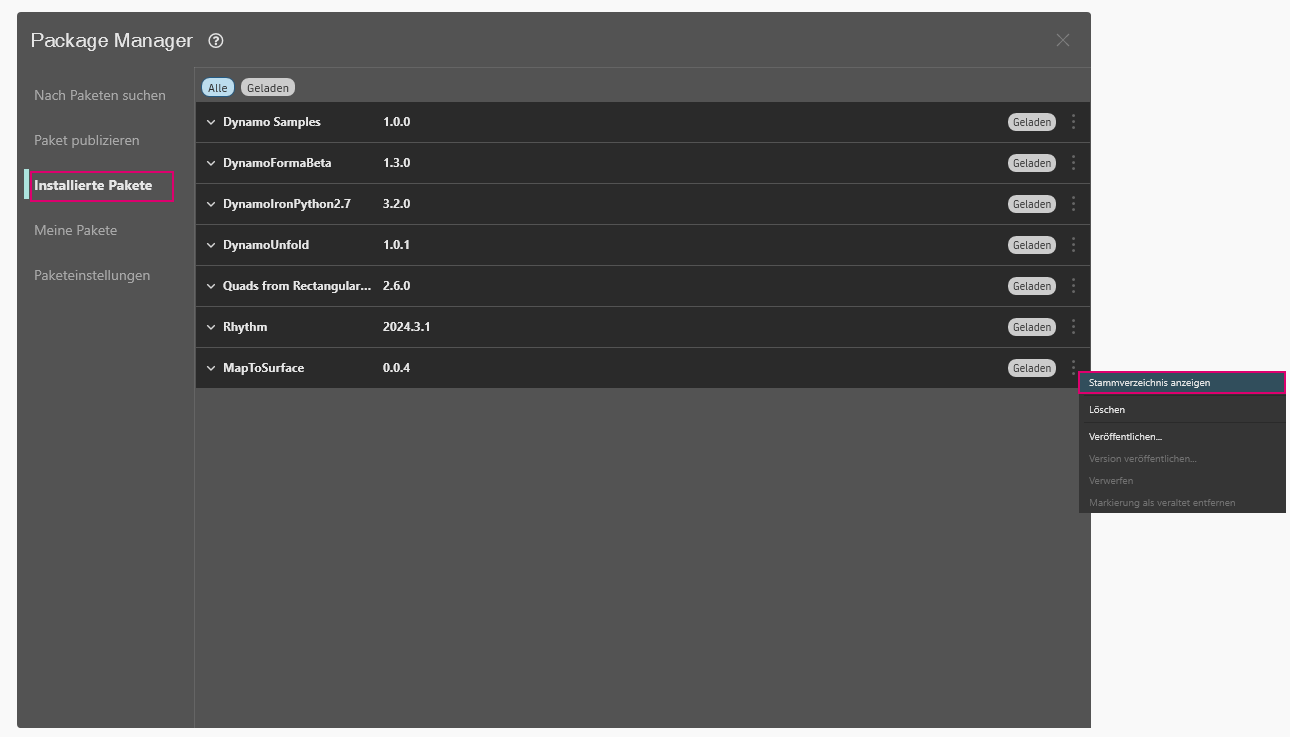 Package Manager
Nach Paketen suchen
Paket publizieren
Installierte Pakete
Meine Pakete
Paketeinstellungen
Alle Geladen
Dynamo Samples 1.0.0 Geladen
DynamoFormaBeta 1.3.0 Geladen
DynamoIronPython2.7 3.2.0 Geladen
DynamoUnfold 1.0.1 Geladen
Quads from Rectangular... 2.6.0 Geladen
Rhythm 2024.3.1 Geladen
MapToSurface 0.0.4 Geladen
Stammverzeichnis anzeigen
Löschen
Veröffentlichen...
Version veröffentlichen...
Verwerfen
Markierung als veraltet entfernen